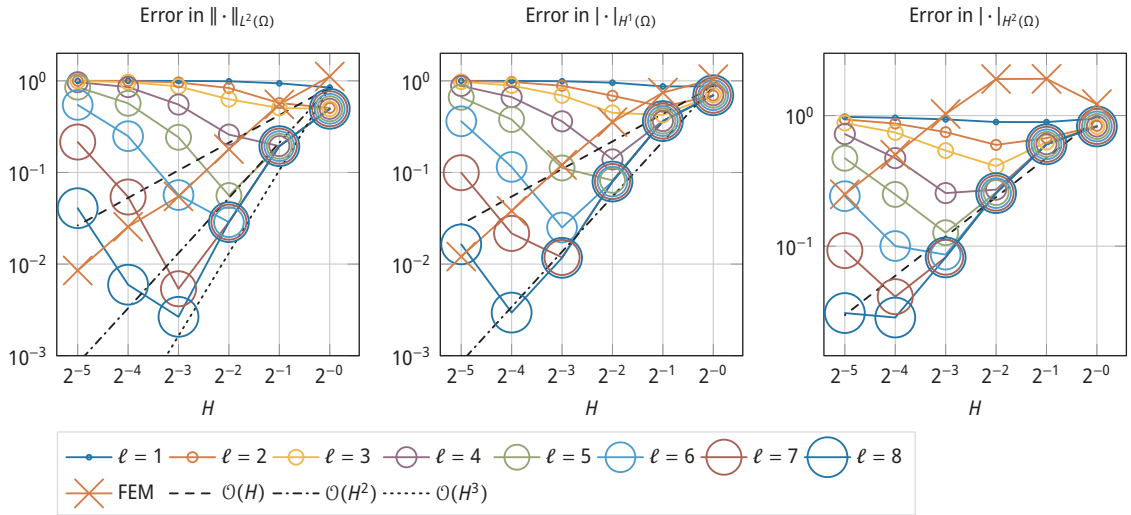 Error in ‖ · ‖_{L²(Ω)}
10⁰
10⁻¹
10⁻²
10⁻³
2⁻⁵ 2⁻⁴ 2⁻³ 2⁻² 2⁻¹ 2⁻⁰
H
Error in | · |_{H¹(Ω)}
10⁰
10⁻¹
10⁻²
10⁻³
2⁻⁵ 2⁻⁴ 2⁻³ 2⁻² 2⁻¹ 2⁻⁰
H
Error in | · |_{H²(Ω)}
10⁰
10⁻¹
2⁻⁵ 2⁻⁴ 2⁻³ 2⁻² 2⁻¹ 2⁻⁰
H
ℓ = 1 ℓ = 2 ℓ = 3 ℓ = 4 ℓ = 5 ℓ = 6 ℓ = 7 ℓ = 8
FEM 𝒪(H) 𝒪(H²) 𝒪(H³)